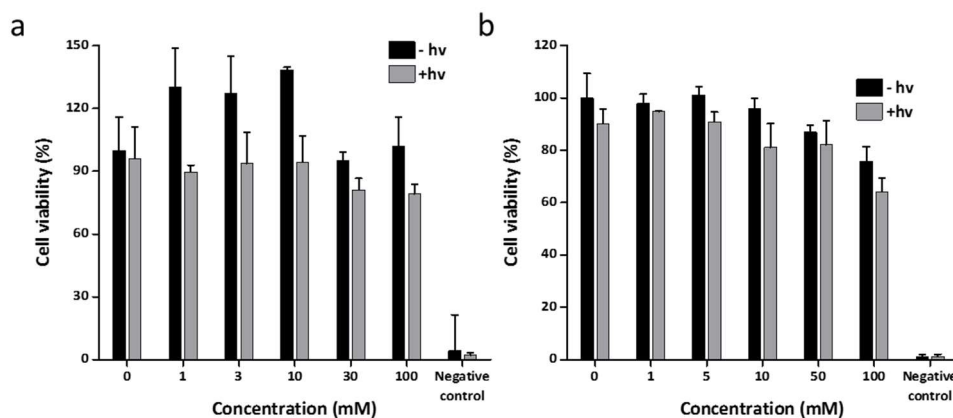 a
150
120
90
60
30
0
Cell viability (%)
- hv
+hv
0 1 3 10 30 100 Negative control
Concentration (mM)
b
120
100
80
60
40
20
0
Cell viability (%)
- hv
+hv
0 1 5 10 50 100 Negative control
Concentration (mM)